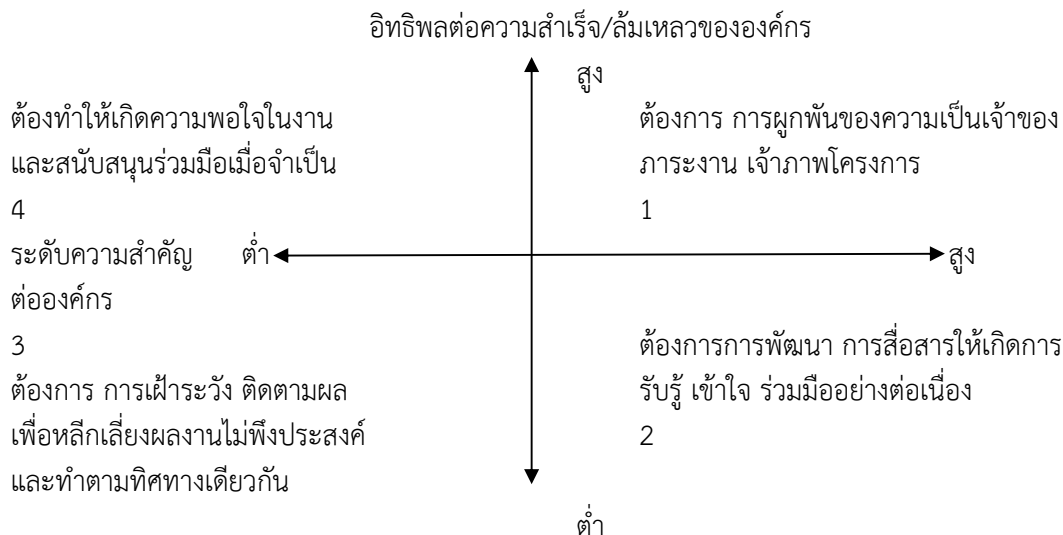 อิทธิพลต่อความสำเร็จ/ล้มเหลวขององค์กร
สูง
ต้องทำให้เกิดความพอใจในงาน
และสนับสนุนร่วมมือเมื่อจำเป็น
4
ต้องการ การผูกพันของความเป็นเจ้าของ
ภาระงาน เจ้าภาพโครงการ
1
ระดับความสำคัญ ต่ำ สูง
ต่อองค์กร
3
ต้องการ การเฝ้าระวัง ติดตามผล
เพื่อหลีกเลี่ยงผลงานไม่พึงประสงค์
และทำตามทิศทางเดียวกัน
ต้องการการพัฒนา การสื่อสารให้เกิดการ
รับรู้ เข้าใจ ร่วมมืออย่างต่อเนื่อง
2
ต่ำ